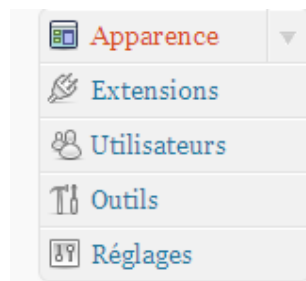 Apparence
Extensions
Utilisateurs
Outils
Réglages